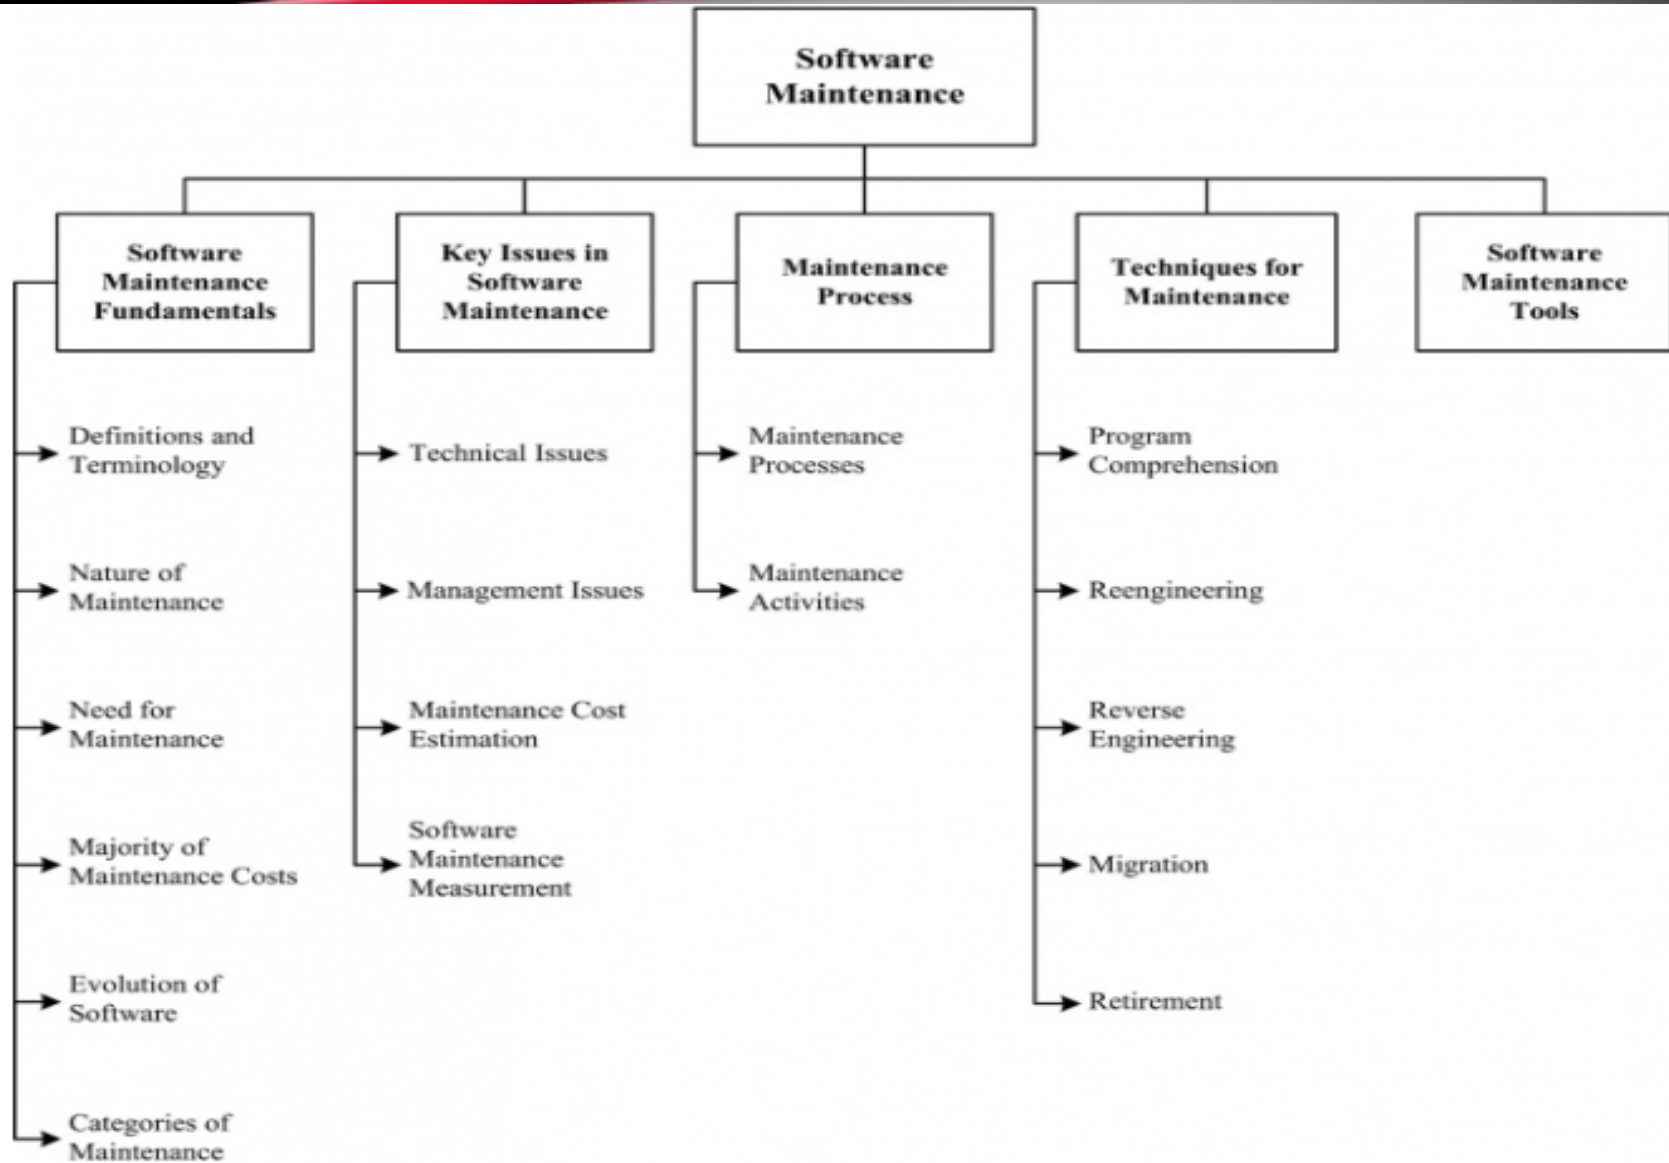 Software
Maintenance
Software
Maintenance
Fundamentals
Definitions and
Terminology
Nature of
Maintenance
Need for
Maintenance
Majority of
Maintenance Costs
Evolution of
Software
Categories of
Maintenance
Key Issues in
Software
Maintenance
Technical Issues
Management Issues
Maintenance Cost
Estimation
Software
Maintenance
Measurement
Maintenance
Process
Maintenance
Processes
Maintenance
Activities
Techniques for
Maintenance
Program
Comprehension
Reengineering
Reverse
Engineering
Migration
Retirement
Software
Maintenance
Tools